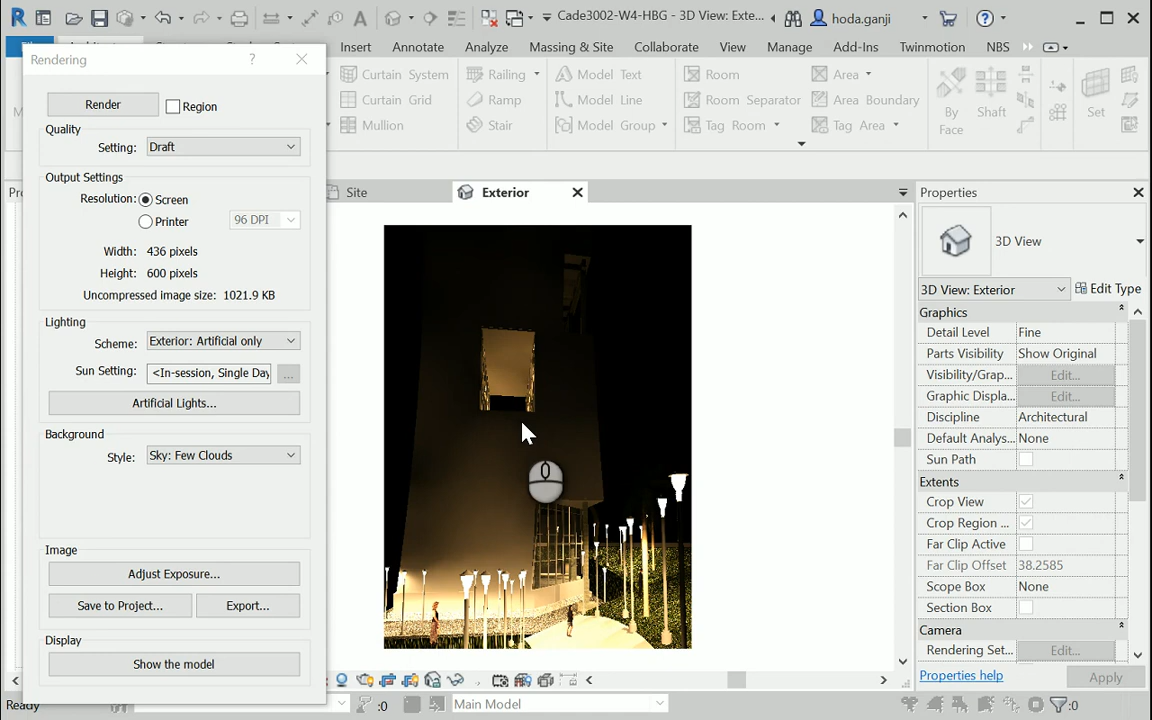 Cade3002-W4-HBG - 3D View: Exte...
hoda.ganji
Insert Annotate Analyze Massing & Site Collaborate View Manage Add-Ins Twinmotion NBS
Rendering ? 
Render Region
Quality
Setting: Draft
Output Settings
Resolution: Screen
Printer 96 DPI
Width: 436 pixels
Height: 600 pixels
Uncompressed image size: 1021.9 KB
Lighting
Scheme: Exterior: Artificial only
Sun Setting: <In-session, Single Day ...
Artificial Lights...
Background
Style: Sky: Few Clouds
Image
Adjust Exposure...
Save to Project... Export...
Display
Show the model
Curtain System Railing Model Text Room Area
Curtain Grid Ramp Model Line Room Separator Area Boundary
Mullion Stair Model Group Tag Room Tag Area
By
Face
Shaft
Set
Site Exterior
Properties
3D View
3D View: Exterior Edit Type
Graphics
Detail Level Fine
Parts Visibility Show Original
Visibility/Grap... Edit...
Graphic Displa... Edit...
Discipline Architectural
Default Analys... None
Sun Path
Extents
Crop View
Crop Region ...
Far Clip Active
Far Clip Offset 38.2585
Scope Box None
Section Box
Camera
Rendering Set... Edit...
Properties help Apply
Ready :0 Main Model :0